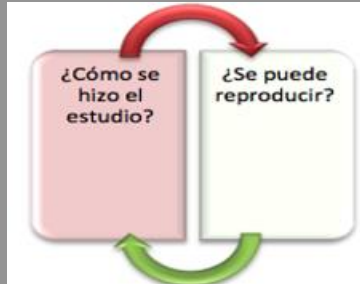 ¿Cómo se
hizo el
estudio?
¿Se puede
reproducir?